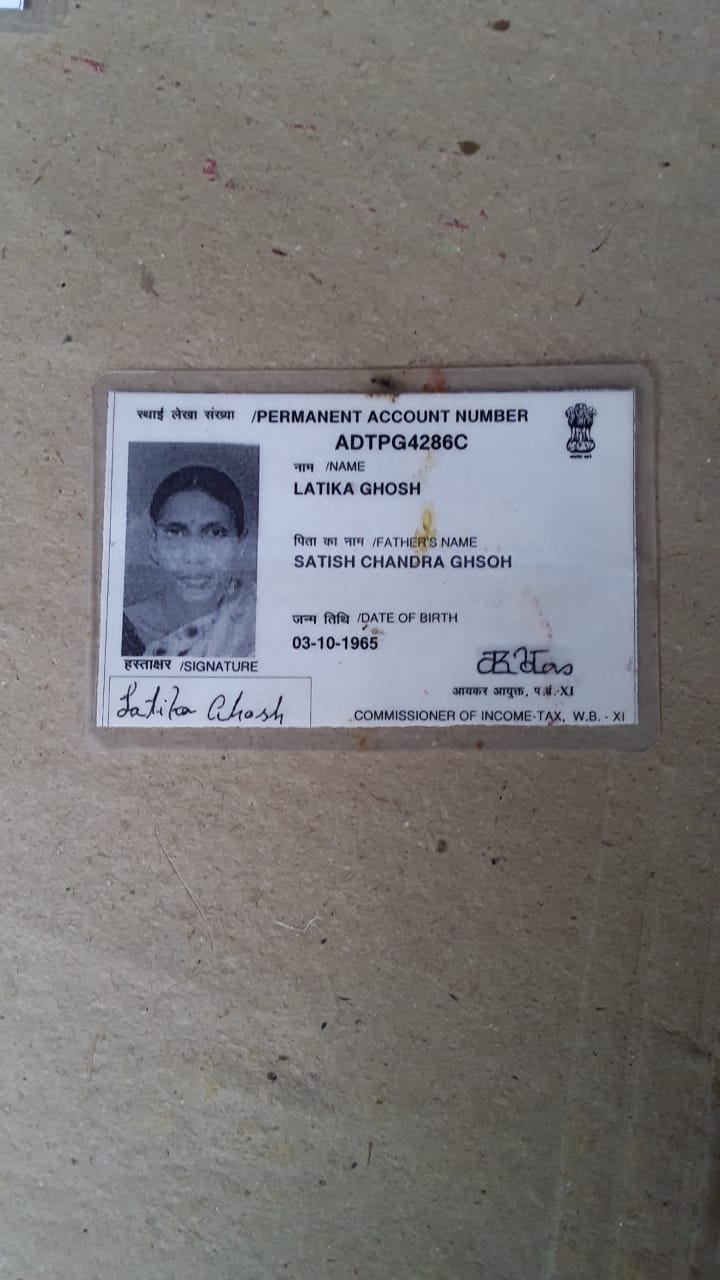 स्थाई लेखा संख्या /PERMANENT ACCOUNT NUMBER
ADTPG4286C
नाम /NAME
LATIKA GHOSH
पिता का नाम /FATHER'S NAME
SATISH CHANDRA GHSOH
जन्म तिथि /DATE OF BIRTH
03-10-1965
हस्ताक्षर /SIGNATURE
Latika Ghosh
आयकर आयुक्त, प.बं.-XI
COMMISSIONER OF INCOME-TAX, W.B. - XI